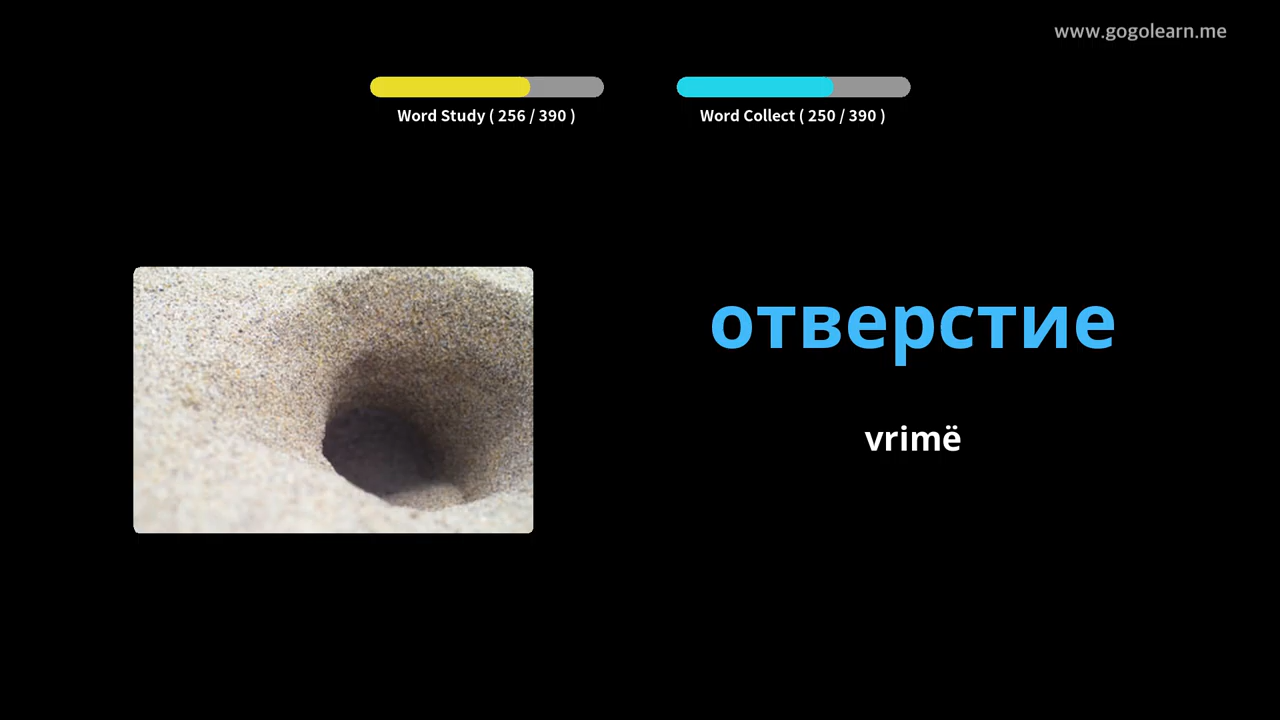 www.gogolearn.me
Word Study ( 256 / 390 )
Word Collect ( 250 / 390 )
отверстие
vrimë